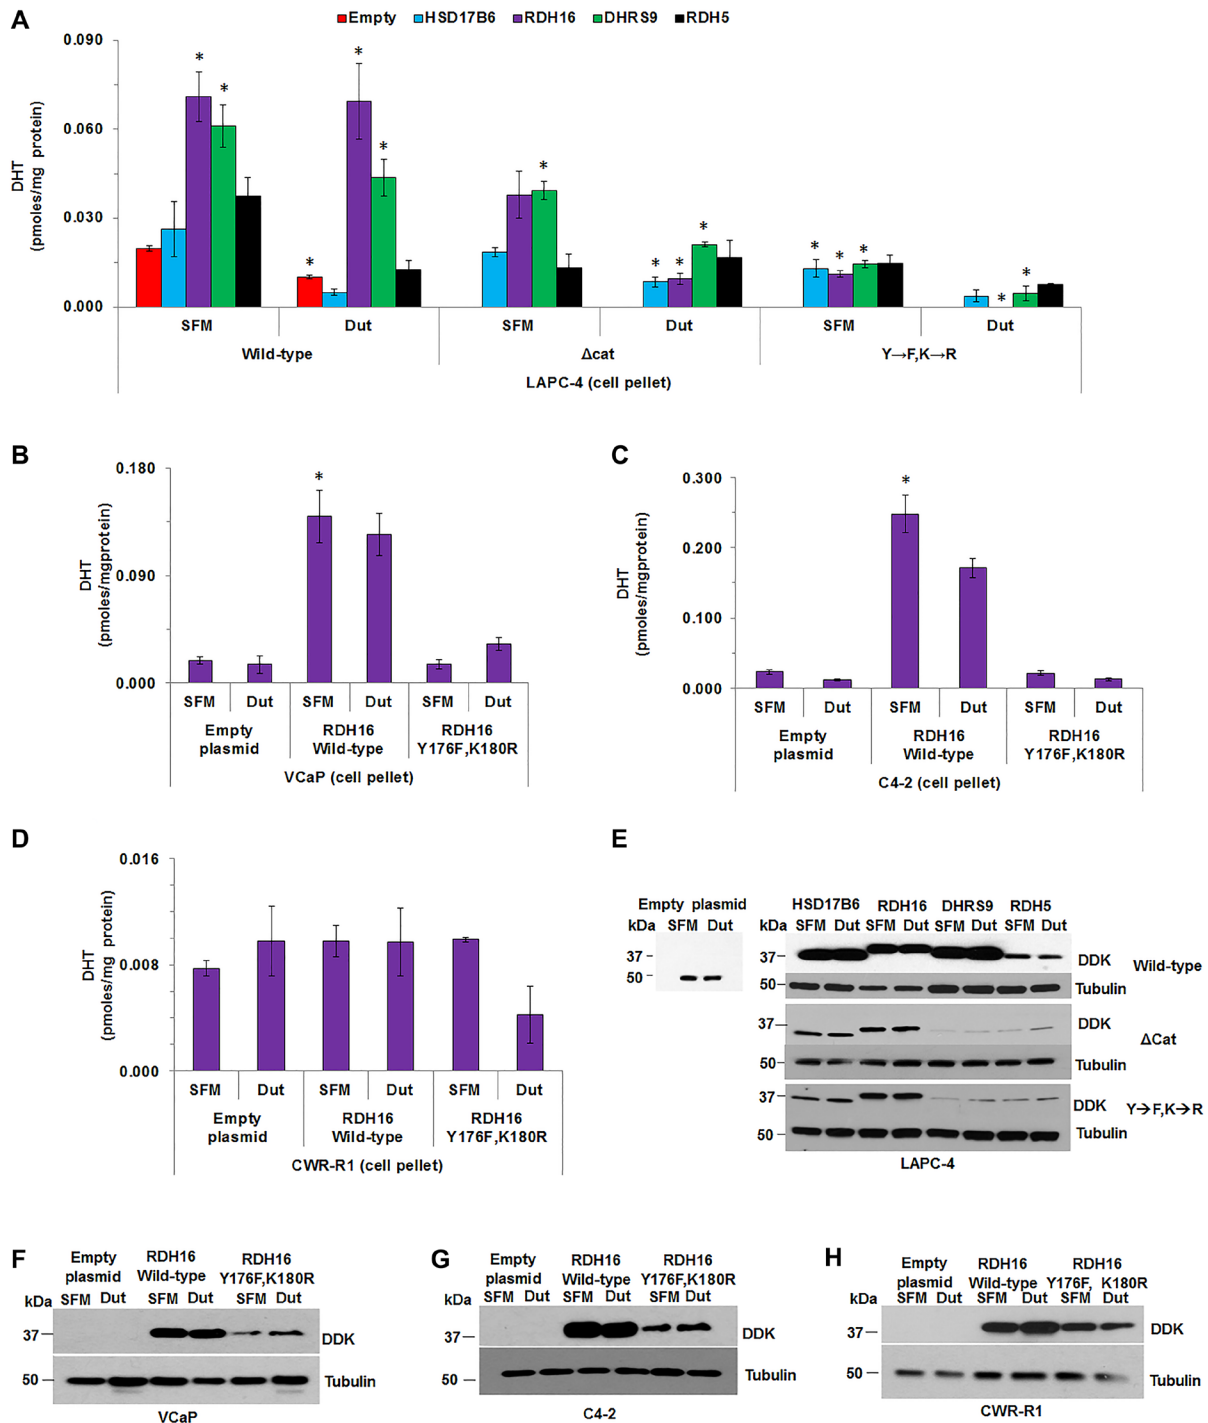 A
Empty HSD17B6 RDH16 DHRS9 RDH5
DHT
(pmoles/mg protein)
0.090
0.060
0.030
0.000
* * * * * * * * * * * * * *
SFM Dut SFM Dut SFM Dut
Wild-type Δcat Y→F,K→R
LAPC-4 (cell pellet)
B
DHT
(pmoles/mgprotein)
0.180
0.090
0.000
*
SFM Dut SFM Dut SFM Dut
Empty plasmid RDH16 Wild-type RDH16 Y176F,K180R
VCaP (cell pellet)
C
DHT
(pmoles/mgprotein)
0.300
0.200
0.100
0.000
*
SFM Dut SFM Dut SFM Dut
Empty plasmid RDH16 Wild-type RDH16 Y176F,K180R
C4-2 (cell pellet)
D
DHT
(pmoles/mg protein)
0.016
0.008
0.000
SFM Dut SFM Dut SFM Dut
Empty plasmid RDH16 Wild-type RDH16 Y176F,K180R
CWR-R1 (cell pellet)
E
Empty plasmid
kDa SFM Dut
37
50
HSD17B6 RDH16 DHRS9 RDH5
kDa SFM Dut SFM Dut SFM Dut SFM Dut
37 DDK
Wild-type
50 Tubulin
37 DDK
ΔCat
50 Tubulin
37 DDK
Y→F,K→R
50 Tubulin
LAPC-4
F
Empty plasmid RDH16 Wild-type RDH16 Y176F,K180R
kDa SFM Dut SFM Dut SFM Dut
37 DDK
50 Tubulin
VCaP
G
Empty plasmid RDH16 Wild-type RDH16 Y176F,K180R
kDa SFM Dut SFM Dut SFM Dut
37 DDK
50 Tubulin
C4-2
H
Empty plasmid RDH16 Wild-type RDH16 Y176F, K180R
kDa SFM Dut SFM Dut SFM Dut
37 DDK
50 Tubulin
CWR-R1